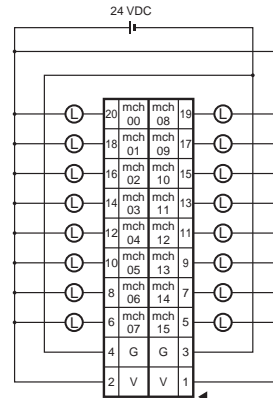 24 VDC
L 20 mch 00 mch 08 19 L
L 18 mch 01 mch 09 17 L
L 16 mch 02 mch 10 15 L
L 14 mch 03 mch 11 13 L
L 12 mch 04 mch 12 11 L
L 10 mch 05 mch 13 9 L
L 8 mch 06 mch 14 7 L
L 6 mch 07 mch 15 5 L
4 G G 3
2 V V 1